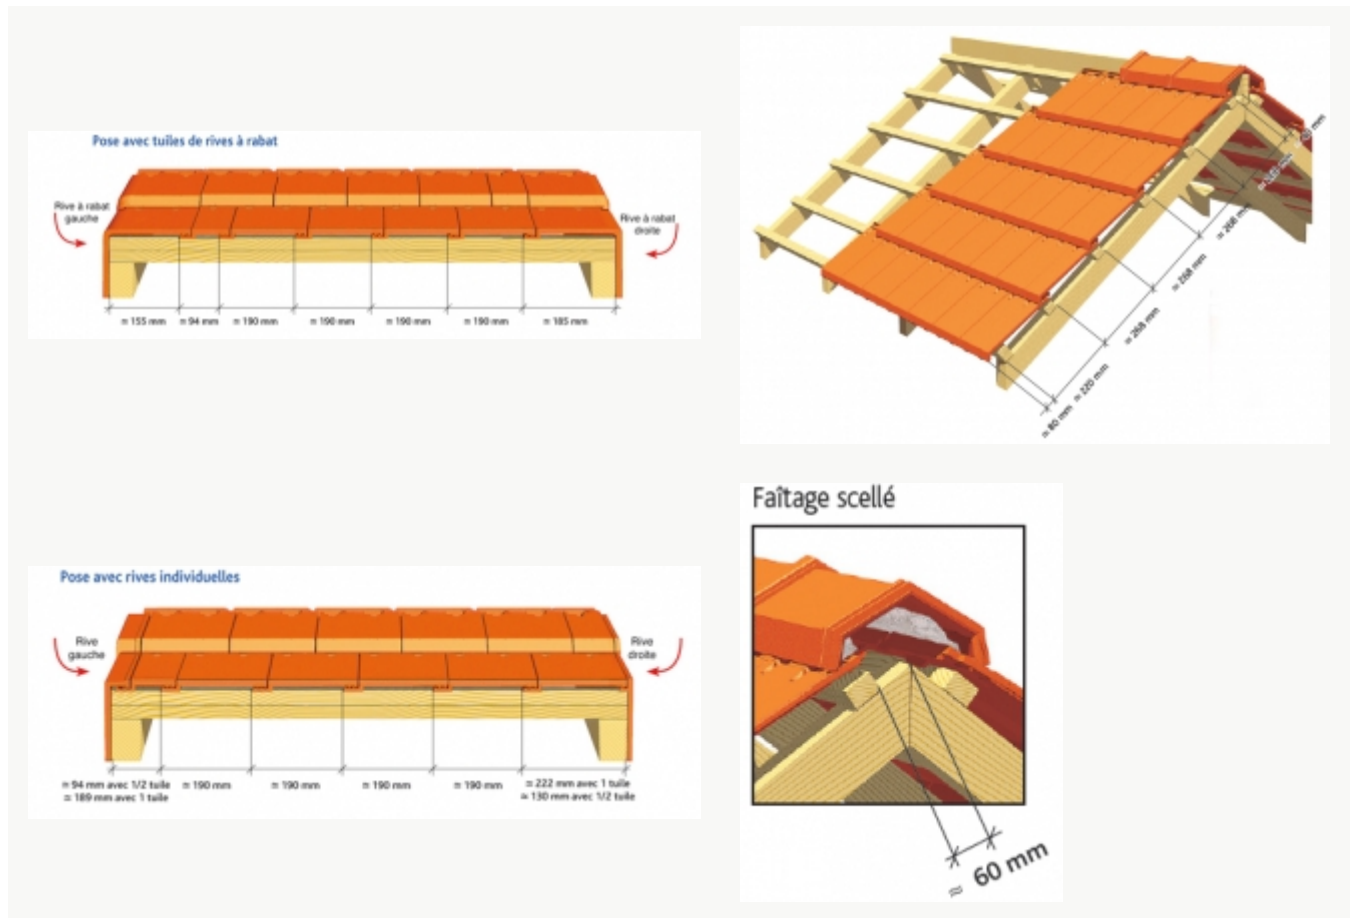 Pose avec tuiles de rives à rabat
Rive à rabat
gauche
Rive à rabat
droite
≃ 155 mm ≃ 94 mm ≃ 190 mm ≃ 190 mm ≃ 190 mm ≃ 190 mm ≃ 185 mm
≃ 268 mm
≃ 268 mm
≃ 268 mm
≃ 220 mm
Faîtage scellé
≈ 60 mm
Pose avec rives individuelles
Rive
gauche
Rive
droite
≃ 94 mm avec 1/2 tuile ≃ 190 mm ≃ 190 mm ≃ 190 mm ≃ 190 mm ≃ 222 mm avec 1 tuile
≃ 189 mm avec 1 tuile ≃ 130 mm avec 1/2 tuile